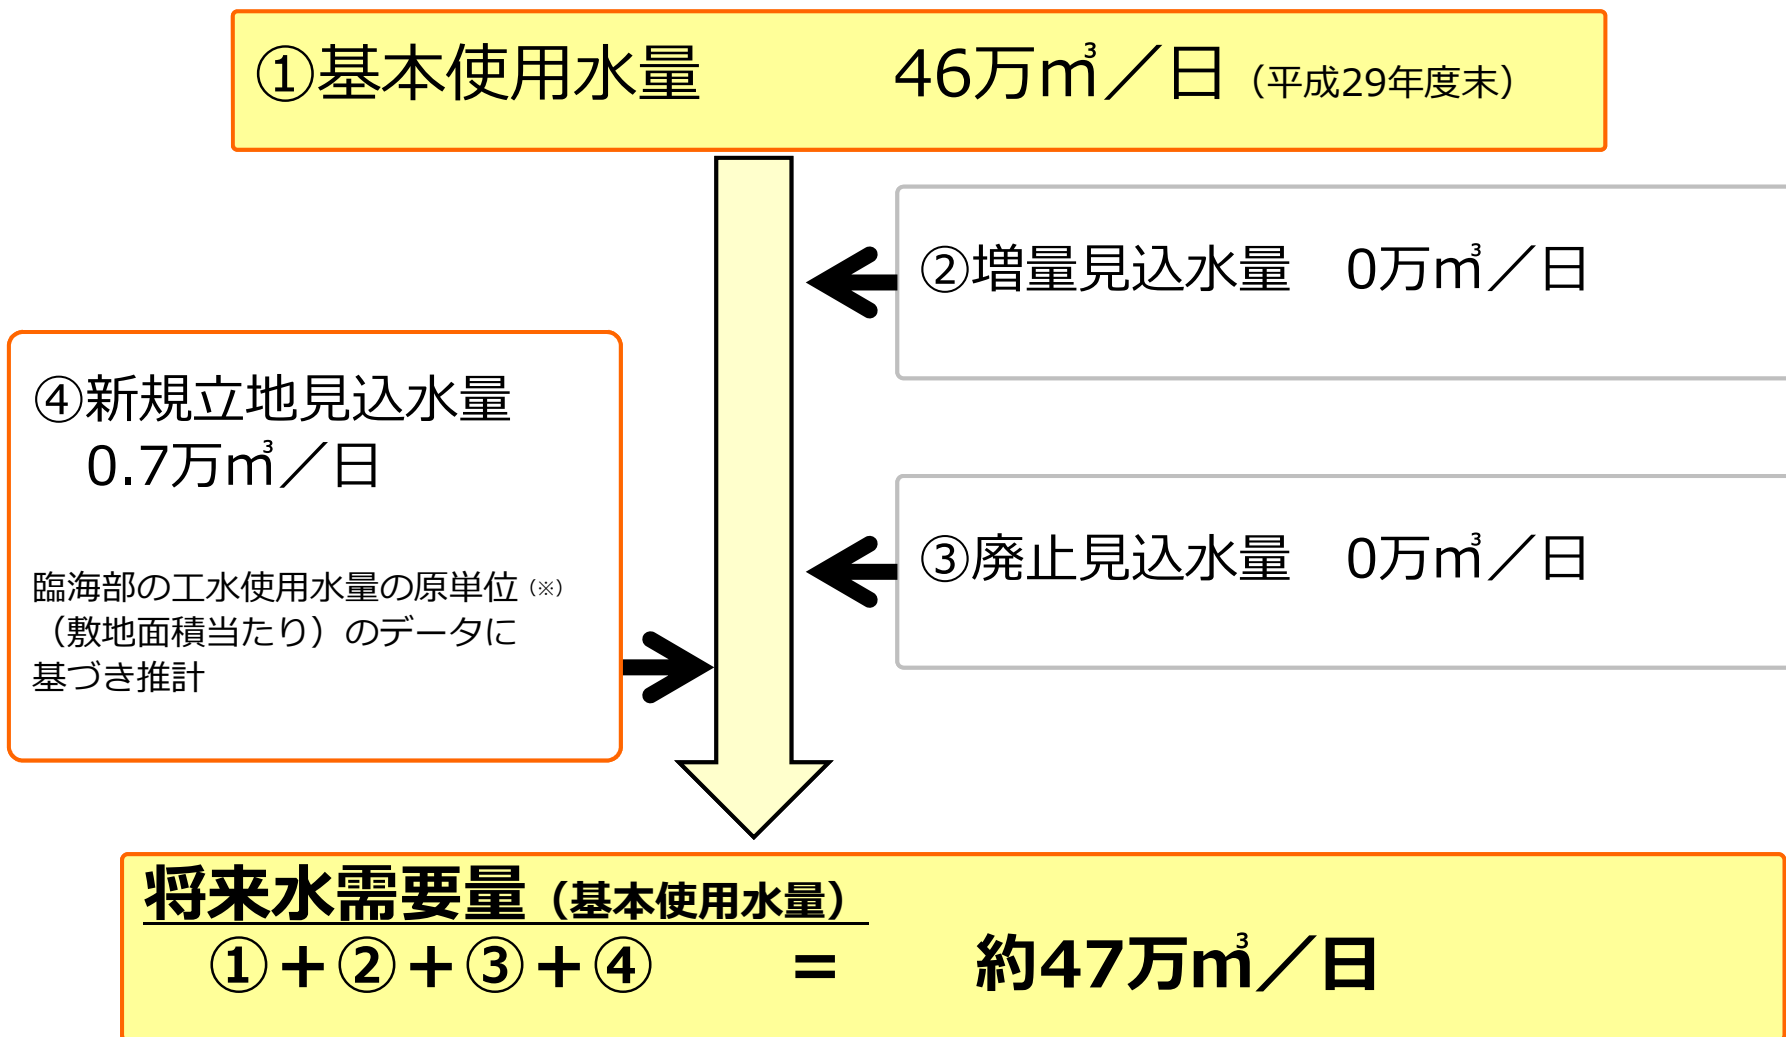 ①基本使用水量　46万㎥／日（平成29年度末）
②増量見込水量　0万㎥／日
③廃止見込水量　0万㎥／日
④新規立地見込水量
0.7万㎥／日
臨海部の工水使用水量の原単位（※）
（敷地面積当たり）のデータに
基づき推計
将来水需要量（基本使用水量）
①＋②＋③＋④　＝　約47万㎥／日